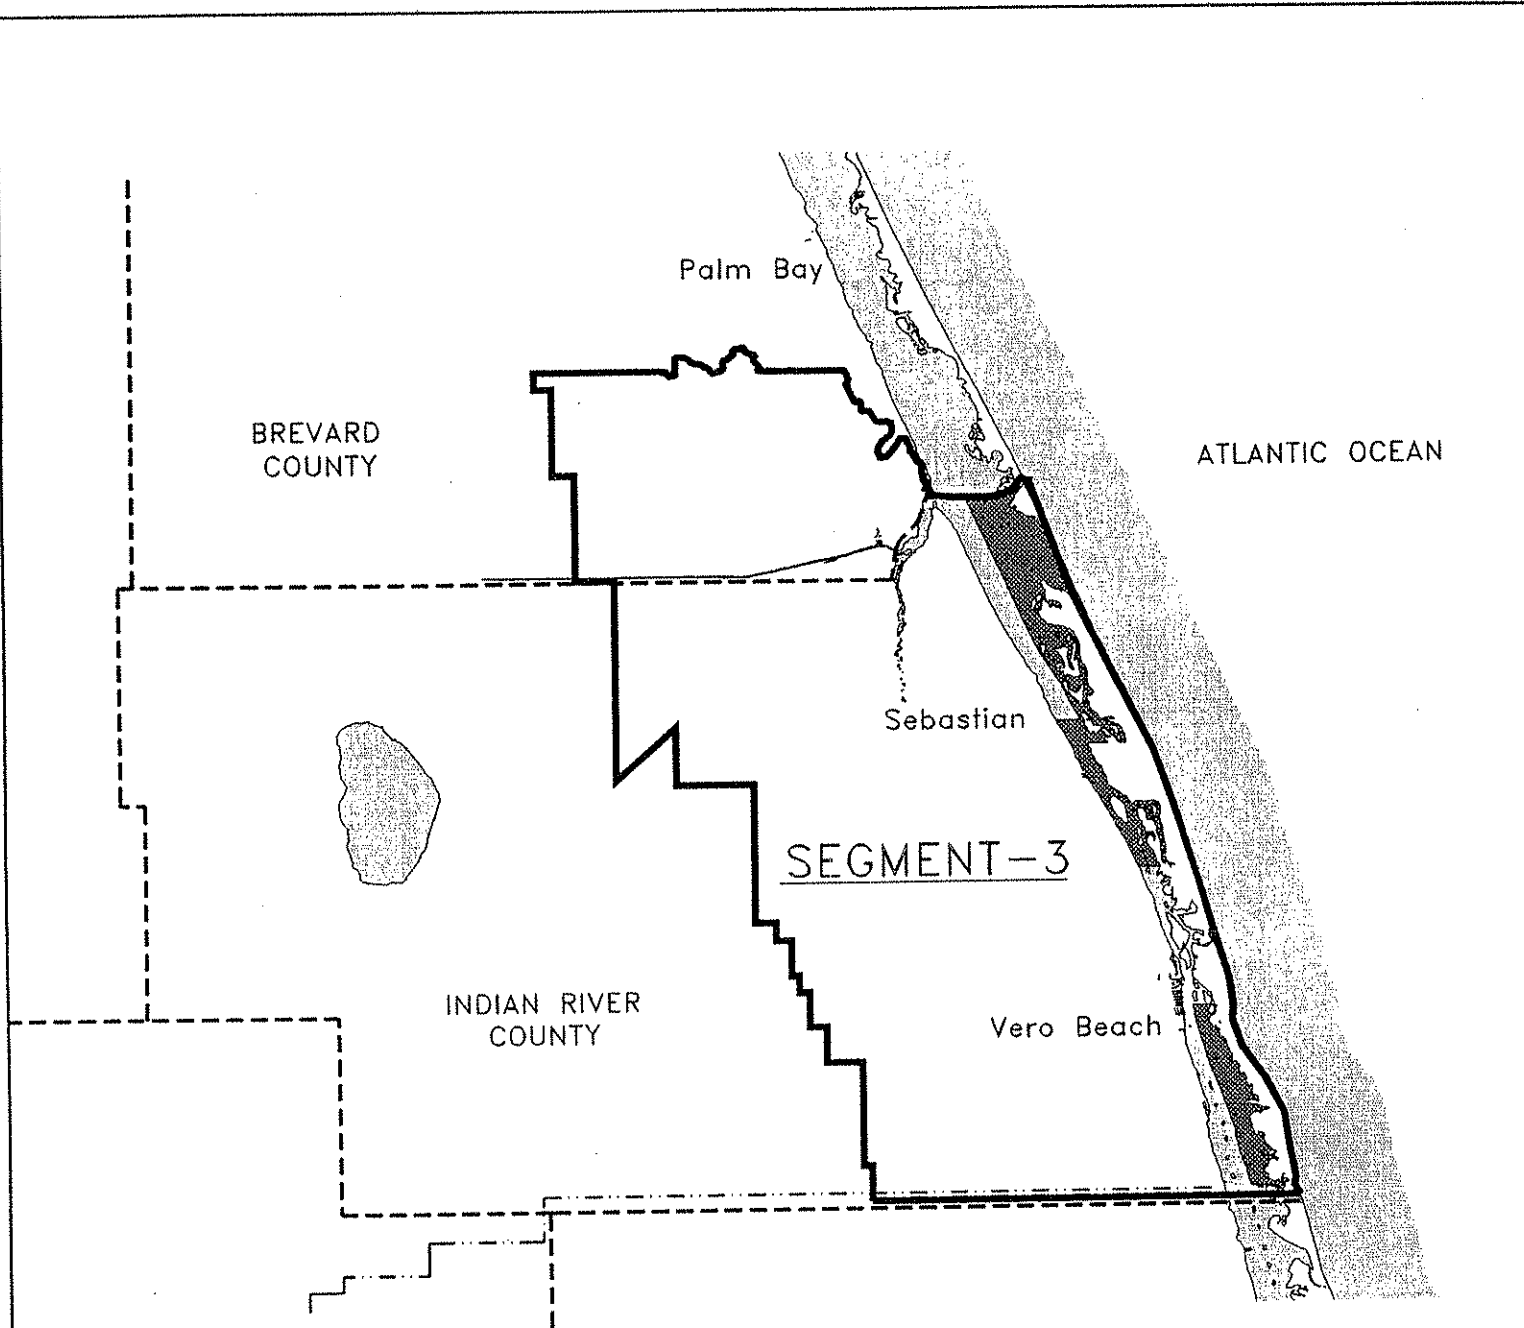 Palm Bay
BREVARD
COUNTY
ATLANTIC OCEAN
Sebastian
SEGMENT-3
INDIAN RIVER
COUNTY
Vero Beach